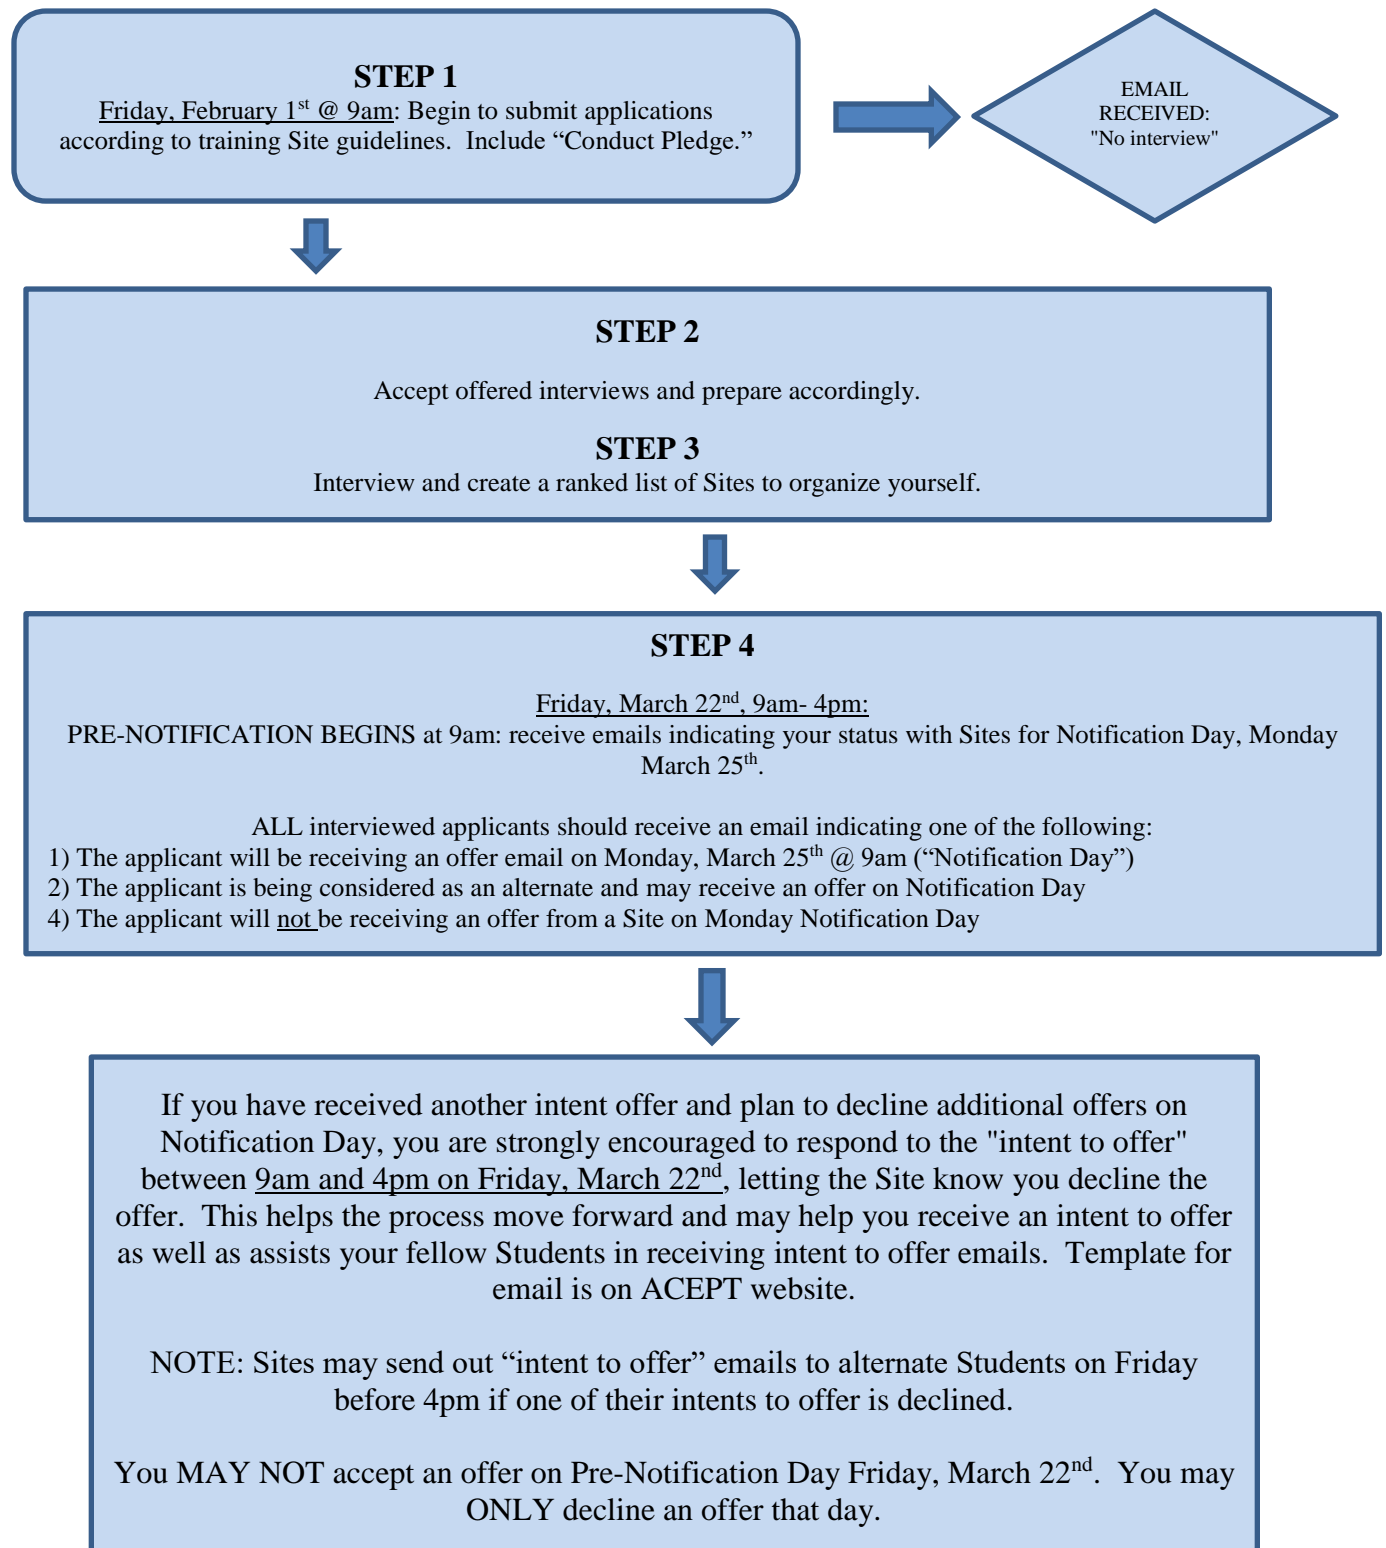 STEP 1
Friday, February 1st @ 9am: Begin to submit applications
according to training Site guidelines.  Include “Conduct Pledge.”
EMAIL
RECEIVED:
"No interview"
STEP 2
Accept offered interviews and prepare accordingly.
STEP 3
Interview and create a ranked list of Sites to organize yourself.
STEP 4
Friday, March 22nd, 9am- 4pm:
PRE-NOTIFICATION BEGINS at 9am: receive emails indicating your status with Sites for Notification Day, Monday
March 25th.
ALL interviewed applicants should receive an email indicating one of the following:
1) The applicant will be receiving an offer email on Monday, March 25th @ 9am (“Notification Day”)
2) The applicant is being considered as an alternate and may receive an offer on Notification Day
4) The applicant will not be receiving an offer from a Site on Monday Notification Day
If you have received another intent offer and plan to decline additional offers on
Notification Day, you are strongly encouraged to respond to the "intent to offer"
between 9am and 4pm on Friday, March 22nd, letting the Site know you decline the
offer.  This helps the process move forward and may help you receive an intent to offer
as well as assists your fellow Students in receiving intent to offer emails.  Template for
email is on ACEPT website.
NOTE: Sites may send out “intent to offer” emails to alternate Students on Friday
before 4pm if one of their intents to offer is declined.
You MAY NOT accept an offer on Pre-Notification Day Friday, March 22nd.  You may
ONLY decline an offer that day.